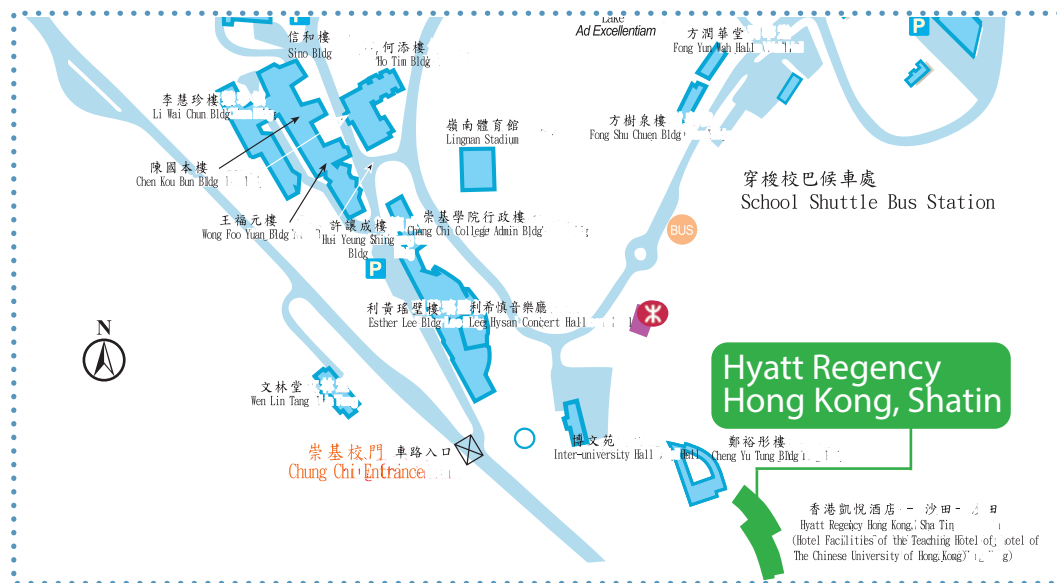 Lake
Ad Excellentiam
P
P
信和樓
Sino Bldg
何添樓
Ho Tim Bldg
方潤華堂
Fong Yun Wah Hall
李慧珍樓
Li Wai Chun Bldg
方樹泉樓
Fong Shu Chuen Bldg
嶺南體育館
Lingnan Stadium
陳國本樓
Chen Kou Bun Bldg
穿梭校巴候車處
School Shuttle Bus Station
王福元樓
Wong Foo Yuan Bldg
許讓成樓
Hui Yeung Shing
Bldg
崇基學院行政樓
Chung Chi College Admin Bldg
BUS
P
利黃瑤璧樓
Esther Lee Bldg
利希慎音樂廳
Lee Hysan Concert Hall
N
Hyatt Regency
Hong Kong, Shatin
文林堂
Wen Lin Tang
崇基校門 車路入口
Chung Chi Entrance
博文苑
Inter-university Hall
鄭裕彤樓
Cheng Yu Tung Bldg
香港凱悅酒店 - 沙田
Hyatt Regency Hong Kong, Sha Tin
(Hotel Facilities of the Teaching Hotel of
The Chinese University of Hong Kong)